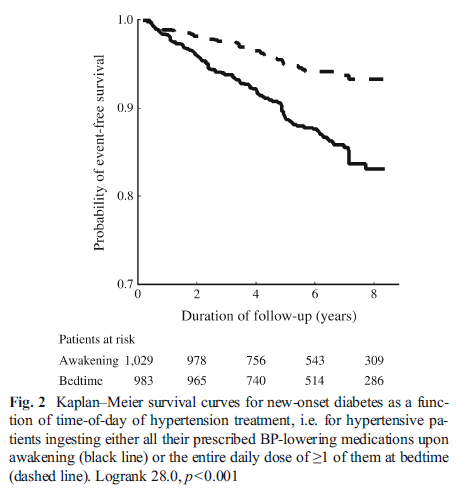 Probability of event-free survival
1.0
0.9
0.8
0.7
0 2 4 6 8
Duration of follow-up (years)
Patients at risk
Awakening 1,029 978 756 543 309
Bedtime 983 965 740 514 286
Fig. 2 Kaplan–Meier survival curves for new-onset diabetes as a func-
tion of time-of-day of hypertension treatment, i.e. for hypertensive pa-
tients ingesting either all their prescribed BP-lowering medications upon
awakening (black line) or the entire daily dose of ≥1 of them at bedtime
(dashed line). Logrank 28.0, p<0.001